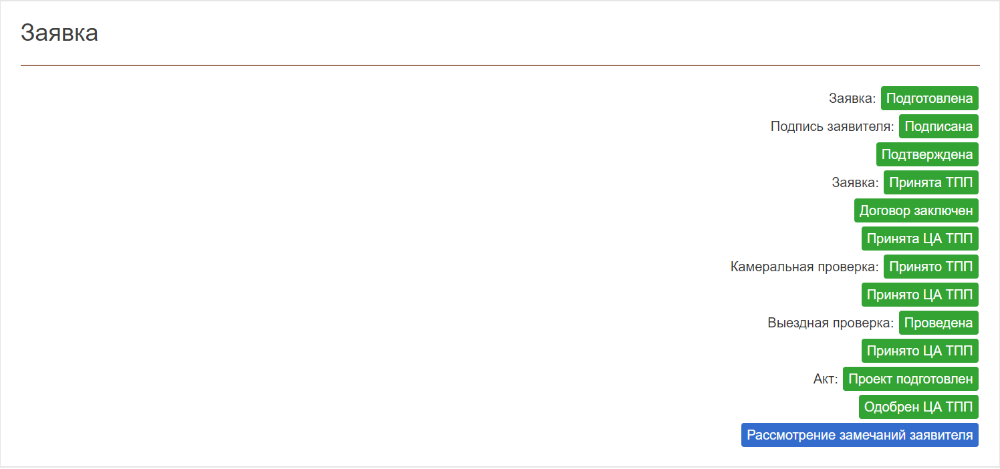 Заявка
Заявка: Подготовлена
Подпись заявителя: Подписана
Подтверждена
Заявка: Принята ТПП
Договор заключен
Принята ЦА ТПП
Камеральная проверка: Принято ТПП
Принято ЦА ТПП
Выездная проверка: Проведена
Принято ЦА ТПП
Акт: Проект подготовлен
Одобрен ЦА ТПП
Рассмотрение замечаний заявителя